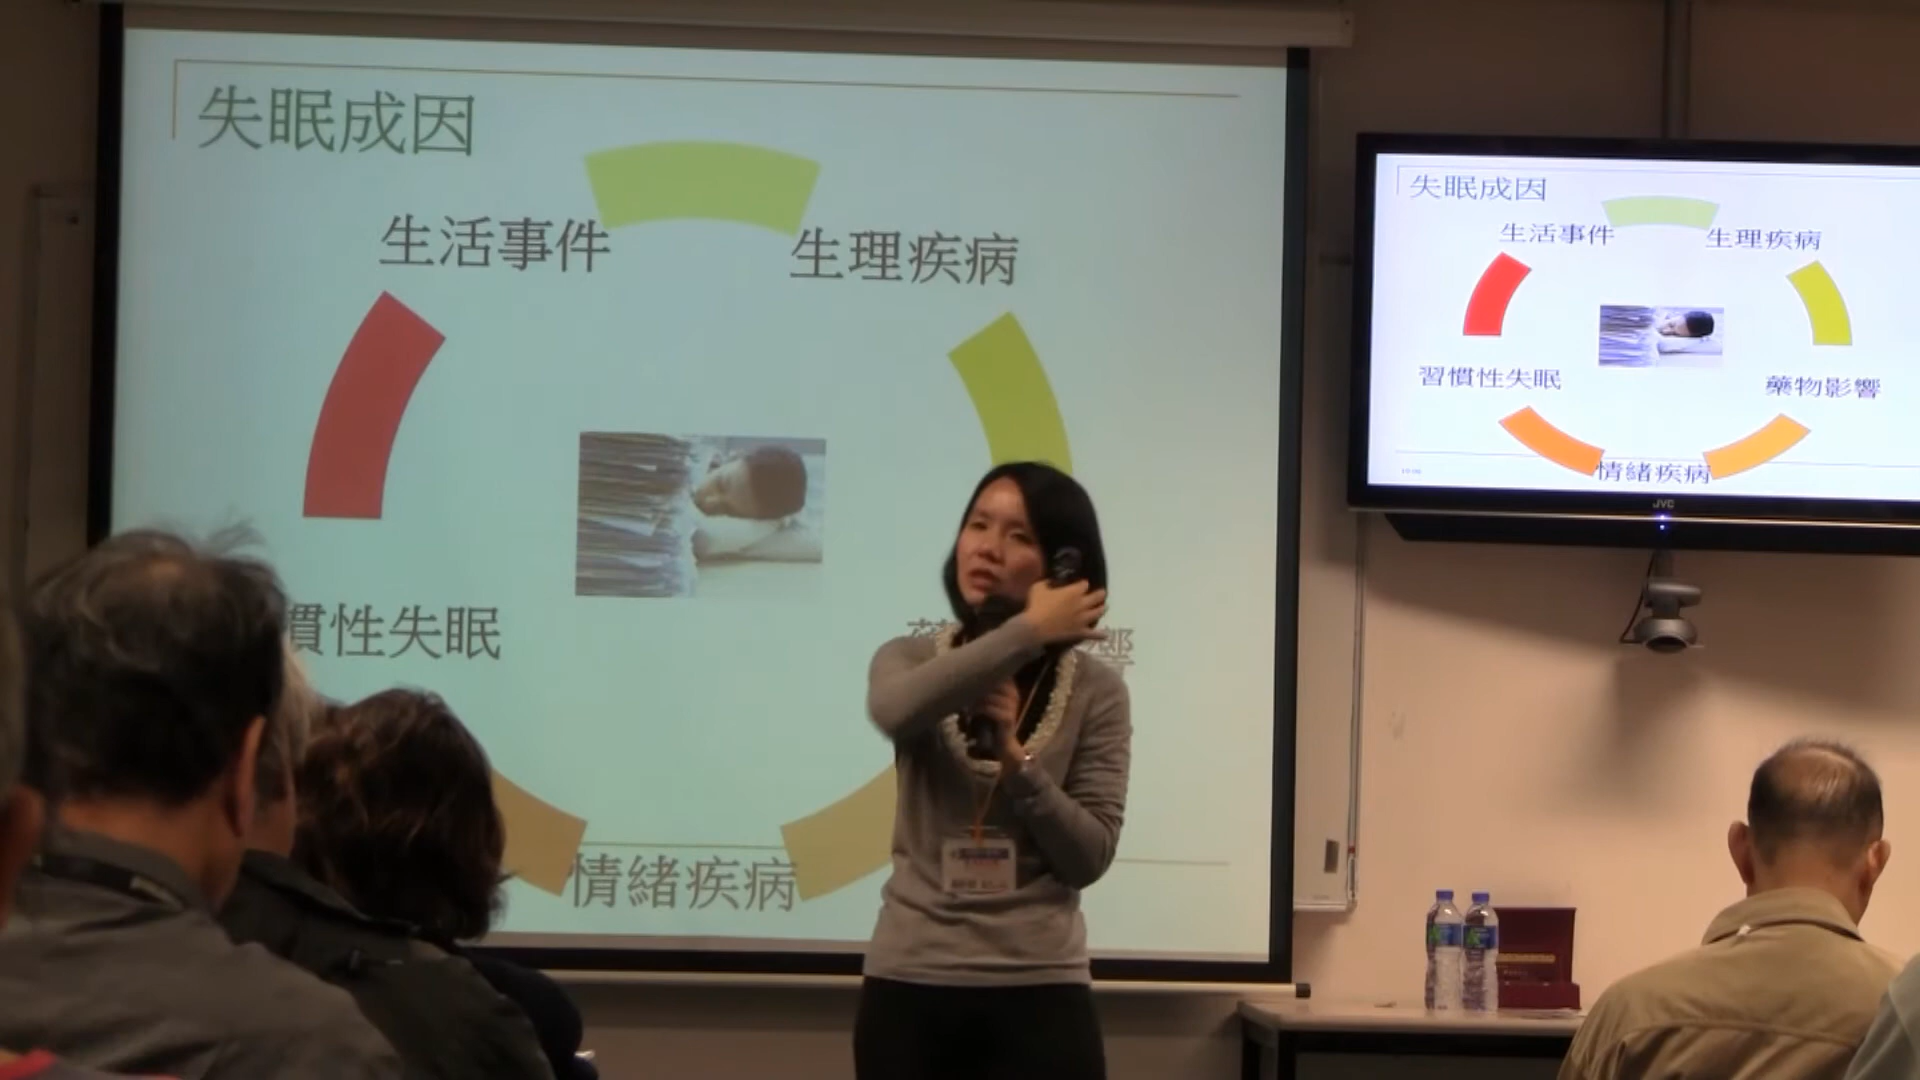 失眠成因
生活事件
生理疾病
慣性失眠
藥 響
情緒疾病
失眠成因
生活事件
生理疾病
習慣性失眠
藥物影響
情緒疾病
JVC